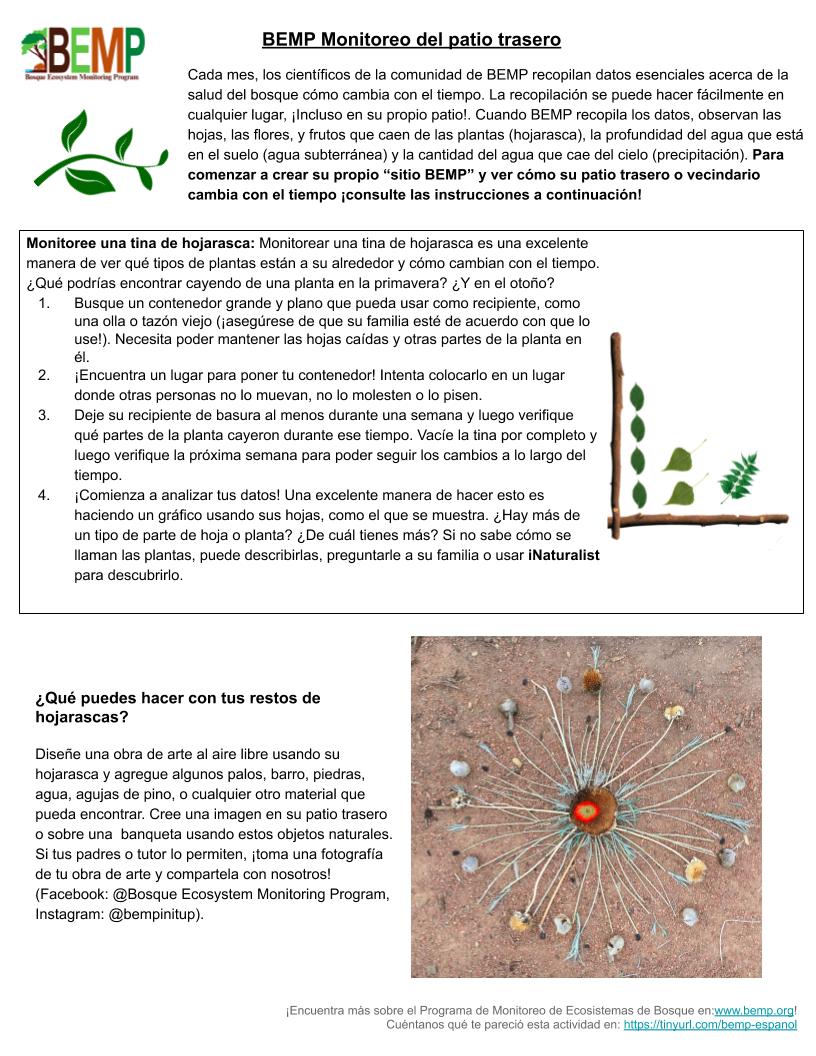 BEMP
Bosque Ecosystem Monitoring Program
BEMP Monitoreo del patio trasero
Cada mes, los científicos de la comunidad de BEMP recopilan datos esenciales acerca de la
salud del bosque cómo cambia con el tiempo. La recopilación se puede hacer fácilmente en
cualquier lugar, ¡Incluso en su propio patio!. Cuando BEMP recopila los datos, observan las
hojas, las flores, y frutos que caen de las plantas (hojarasca), la profundidad del agua que está
en el suelo (agua subterránea) y la cantidad del agua que cae del cielo (precipitación). Para
comenzar a crear su propio “sitio BEMP” y ver cómo su patio trasero o vecindario
cambia con el tiempo ¡consulte las instrucciones a continuación!
Monitoree una tina de hojarasca: Monitorear una tina de hojarasca es una excelente
manera de ver qué tipos de plantas están a su alrededor y cómo cambian con el tiempo.
¿Qué podrías encontrar cayendo de una planta en la primavera? ¿Y en el otoño?
1. Busque un contenedor grande y plano que pueda usar como recipiente, como
una olla o tazón viejo (¡asegúrese de que su familia esté de acuerdo con que lo
use!). Necesita poder mantener las hojas caídas y otras partes de la planta en
él.
2. ¡Encuentra un lugar para poner tu contenedor! Intenta colocarlo en un lugar
donde otras personas no lo muevan, no lo molesten o lo pisen.
3. Deje su recipiente de basura al menos durante una semana y luego verifique
qué partes de la planta cayeron durante ese tiempo. Vacíe la tina por completo y
luego verifique la próxima semana para poder seguir los cambios a lo largo del
tiempo.
4. ¡Comienza a analizar tus datos! Una excelente manera de hacer esto es
haciendo un gráfico usando sus hojas, como el que se muestra. ¿Hay más de
un tipo de parte de hoja o planta? ¿De cuál tienes más? Si no sabe cómo se
llaman las plantas, puede describirlas, preguntarle a su familia o usar iNaturalist
para descubrirlo.
¿Qué puedes hacer con tus restos de
hojarascas?
Diseñe una obra de arte al aire libre usando su
hojarasca y agregue algunos palos, barro, piedras,
agua, agujas de pino, o cualquier otro material que
pueda encontrar. Cree una imagen en su patio trasero
o sobre una  banqueta usando estos objetos naturales.
Si tus padres o tutor lo permiten, ¡toma una fotografía
de tu obra de arte y compartela con nosotros!
(Facebook: @Bosque Ecosystem Monitoring Program,
Instagram: @bempinitup).
¡Encuentra más sobre el Programa de Monitoreo de Ecosistemas de Bosque en:www.bemp.org!
Cuéntanos qué te pareció esta actividad en: https://tinyurl.com/bemp-espanol